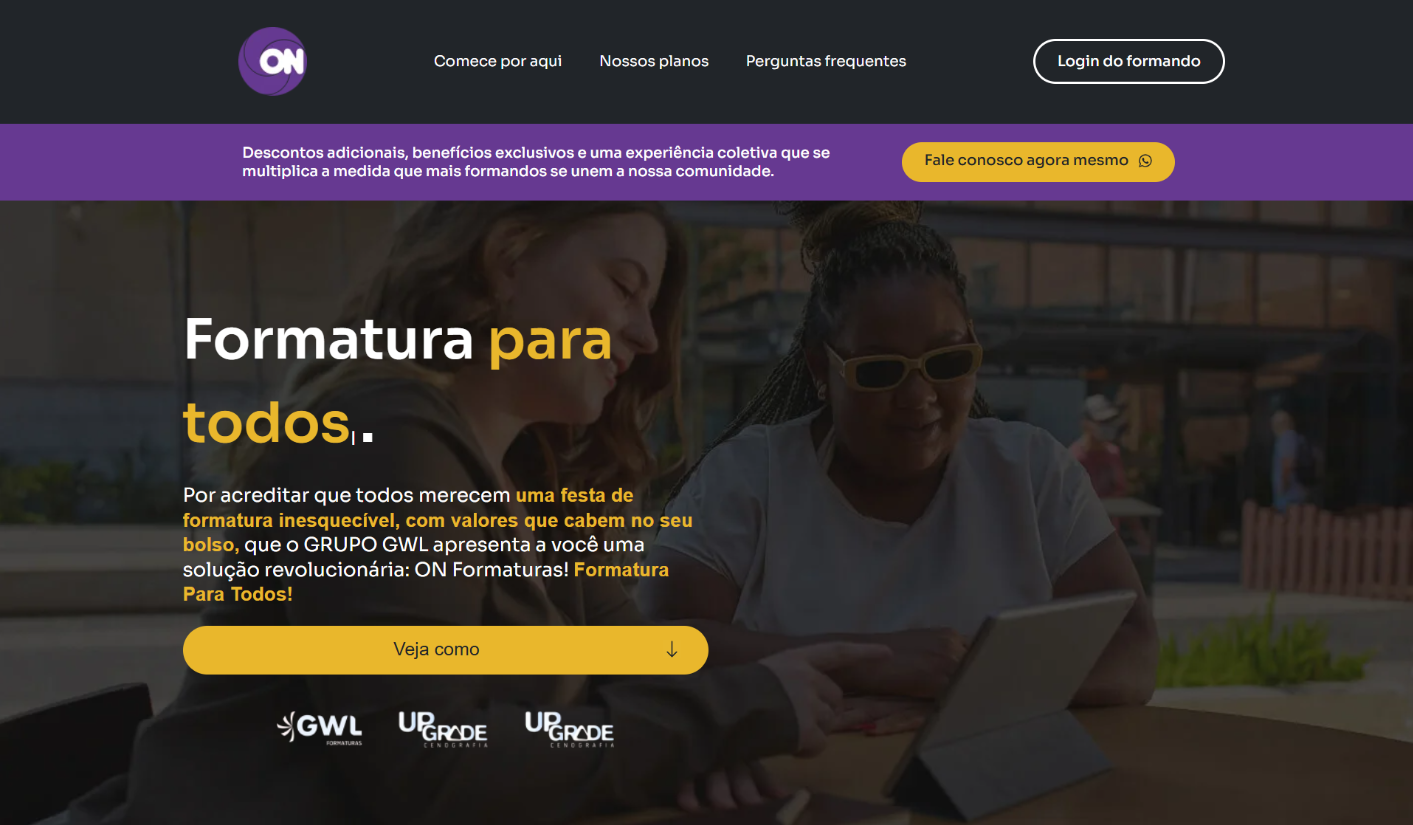 ON
Comece por aqui
Nossos planos
Perguntas frequentes
Login do formando
Descontos adicionais, benefícios exclusivos e uma experiência coletiva que se
multiplica a medida que mais formandos se unem a nossa comunidade.
Fale conosco agora mesmo
Formatura para
todos|.
Por acreditar que todos merecem uma festa de
formatura inesquecível, com valores que cabem no seu
bolso, que o GRUPO GWL apresenta a você uma
solução revolucionária: ON Formaturas! Formatura
Para Todos!
Veja como
GWL
FORMATURAS
UPGRADE
CENOGRAFIA
UPGRADE
CENOGRAFIA